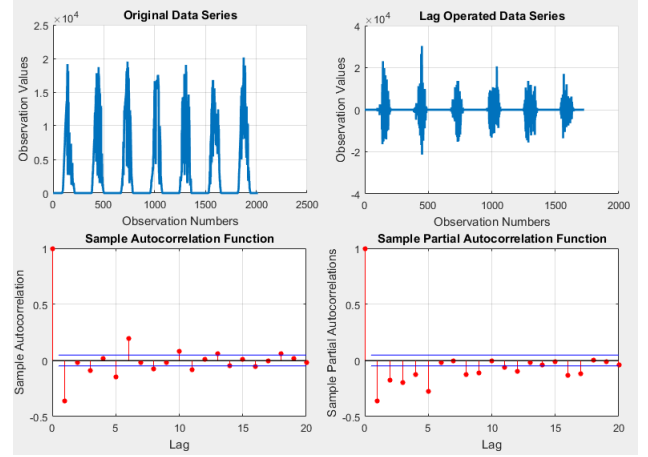 Original Data Series
×10⁴
2.5
2
1.5
1
0.5
0
0 500 1000 1500 2000 2500
Observation Values
Observation Numbers
Lag Operated Data Series
×10⁴
4
2
0
-2
-4
0 500 1000 1500 2000
Observation Values
Observation Numbers
Sample Autocorrelation Function
1
0.5
0
-0.5
0 5 10 15 20
Sample Autocorrelation
Lag
Sample Partial Autocorrelation Function
1
0.5
0
-0.5
0 5 10 15 20
Sample Partial Autocorrelations
Lag